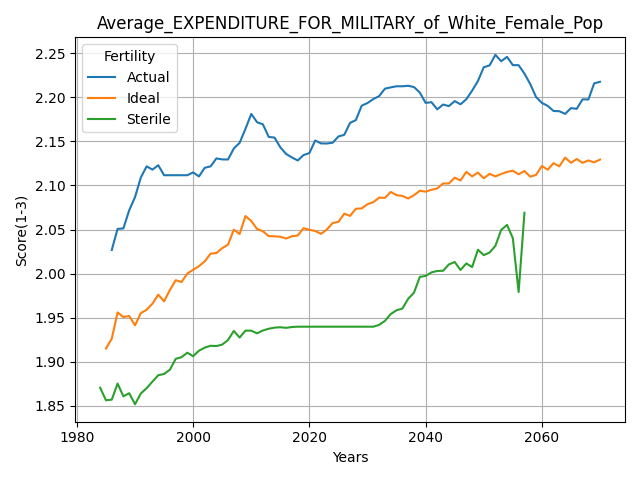 Average_EXPENDITURE_FOR_MILITARY_of_White_Female_Pop
Fertility
Actual
Ideal
Sterile
Score(1-3)
2.25
2.20
2.15
2.10
2.05
2.00
1.95
1.90
1.85
1980 2000 2020 2040 2060
Years